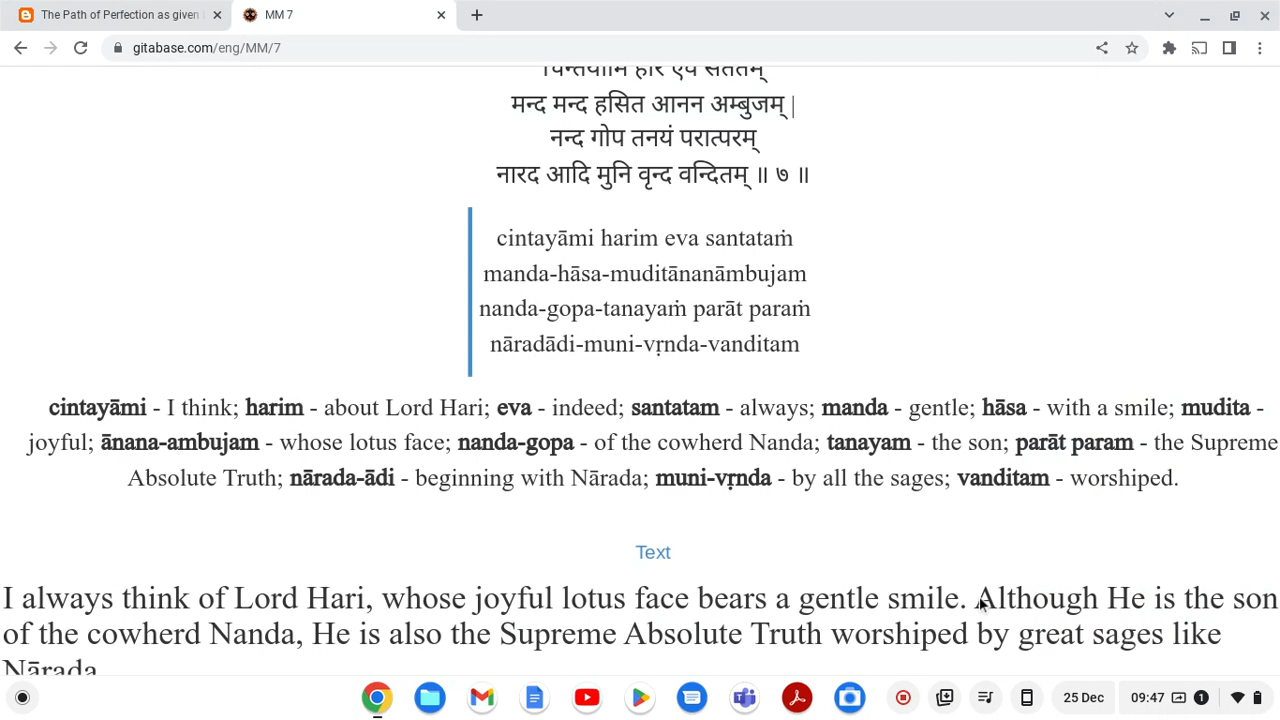 The Path of Perfection as given
MM 7
gitabase.com/eng/MM/7
चिन्तयामि हरि एव सततम्
मन्द मन्द हसित आनन अम्बुजम् |
नन्द गोप तनयं परात्परम्
नारद आदि मुनि वृन्द वन्दितम् ॥ ७ ॥
cintayāmi harim eva santataṁ
manda-hāsa-muditānanāmbujam
nanda-gopa-tanayaṁ parāt paraṁ
nāradādi-muni-vṛnda-vanditam
cintayāmi - I think; harim - about Lord Hari; eva - indeed; santatam - always; manda - gentle; hāsa - with a smile; mudita -
joyful; ānana-ambujam - whose lotus face; nanda-gopa - of the cowherd Nanda; tanayam - the son; parāt param - the Supreme
Absolute Truth; nārada-ādi - beginning with Nārada; muni-vṛnda - by all the sages; vanditam - worshiped.
Text
I always think of Lord Hari, whose joyful lotus face bears a gentle smile. Although He is the son
of the cowherd Nanda, He is also the Supreme Absolute Truth worshiped by great sages like
Nārada
25 Dec
09:47
1